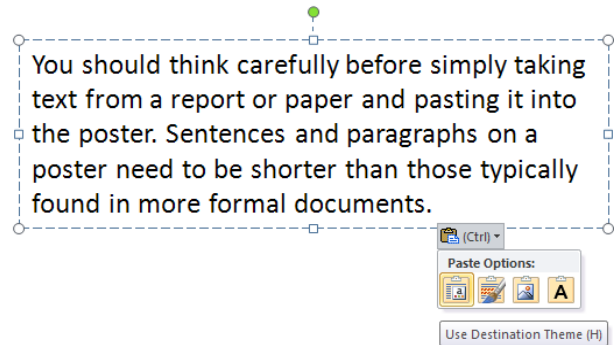 You should think carefully before simply taking
text from a report or paper and pasting it into
the poster. Sentences and paragraphs on a
poster need to be shorter than those typically
found in more formal documents.
(Ctrl)
Paste Options:
a A
Use Destination Theme (H)